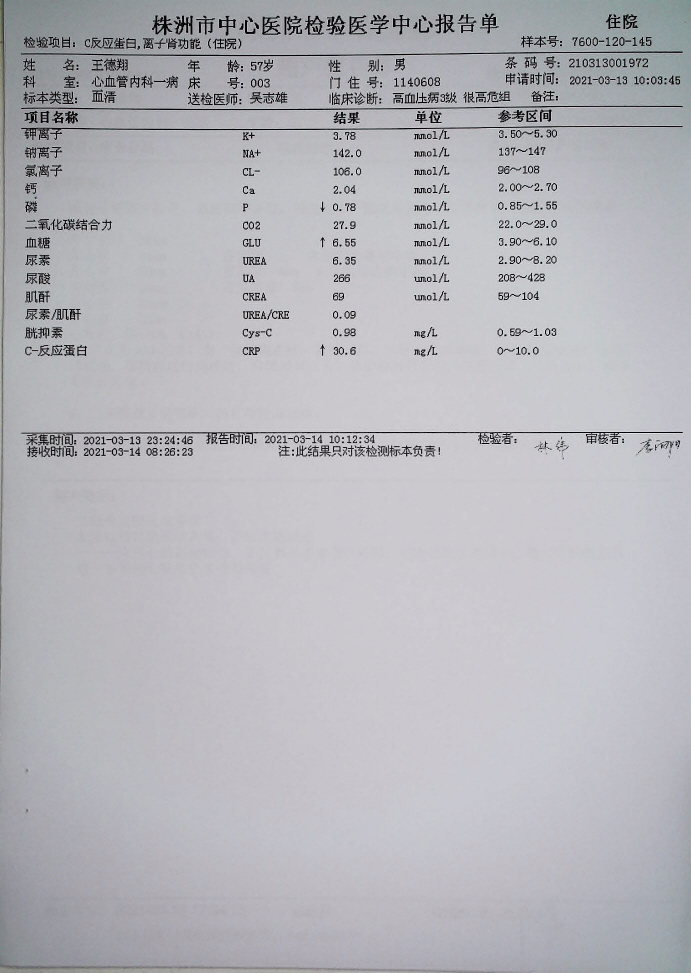 株洲市中心医院检验医学中心报告单 住院
检验项目: C反应蛋白,离子肾功能 (住院) 样本号: 7600-120-145
姓 名: 王德翔 年 龄: 57岁 性 别: 男 条 码 号: 210313001972
科 室: 心血管内科一病 床 号: 003 门 住 号: 1140608 申请时间: 2021-03-13 10:03:45
标本类型: 血清 送检医师: 吴志雄 临床诊断: 高血压病3级 很高危组 备注:
项目名称 结果 单位 参考区间
钾离子 K+ 3.78 mmol/L 3.50～5.30
钠离子 NA+ 142.0 mmol/L 137～147
氯离子 CL- 106.0 mmol/L 96～108
钙 Ca 2.04 mmol/L 2.00～2.70
磷 P ↓ 0.78 mmol/L 0.85～1.55
二氧化碳结合力 CO2 27.9 mmol/L 22.0～29.0
血糖 GLU ↑ 6.55 mmol/L 3.90～6.10
尿素 UREA 6.35 mmol/L 2.90～8.20
尿酸 UA 266 umol/L 208～428
肌酐 CREA 69 umol/L 59～104
尿素/肌酐 UREA/CRE 0.09
胱抑素 Cys-C 0.98 mg/L 0.59～1.03
C-反应蛋白 CRP ↑ 30.6 mg/L 0～10.0
采集时间: 2021-03-13 23:24:46 报告时间: 2021-03-14 10:12:34 检验者: 审核者:
接收时间: 2021-03-14 08:26:23 注:此结果只对该检测标本负责!